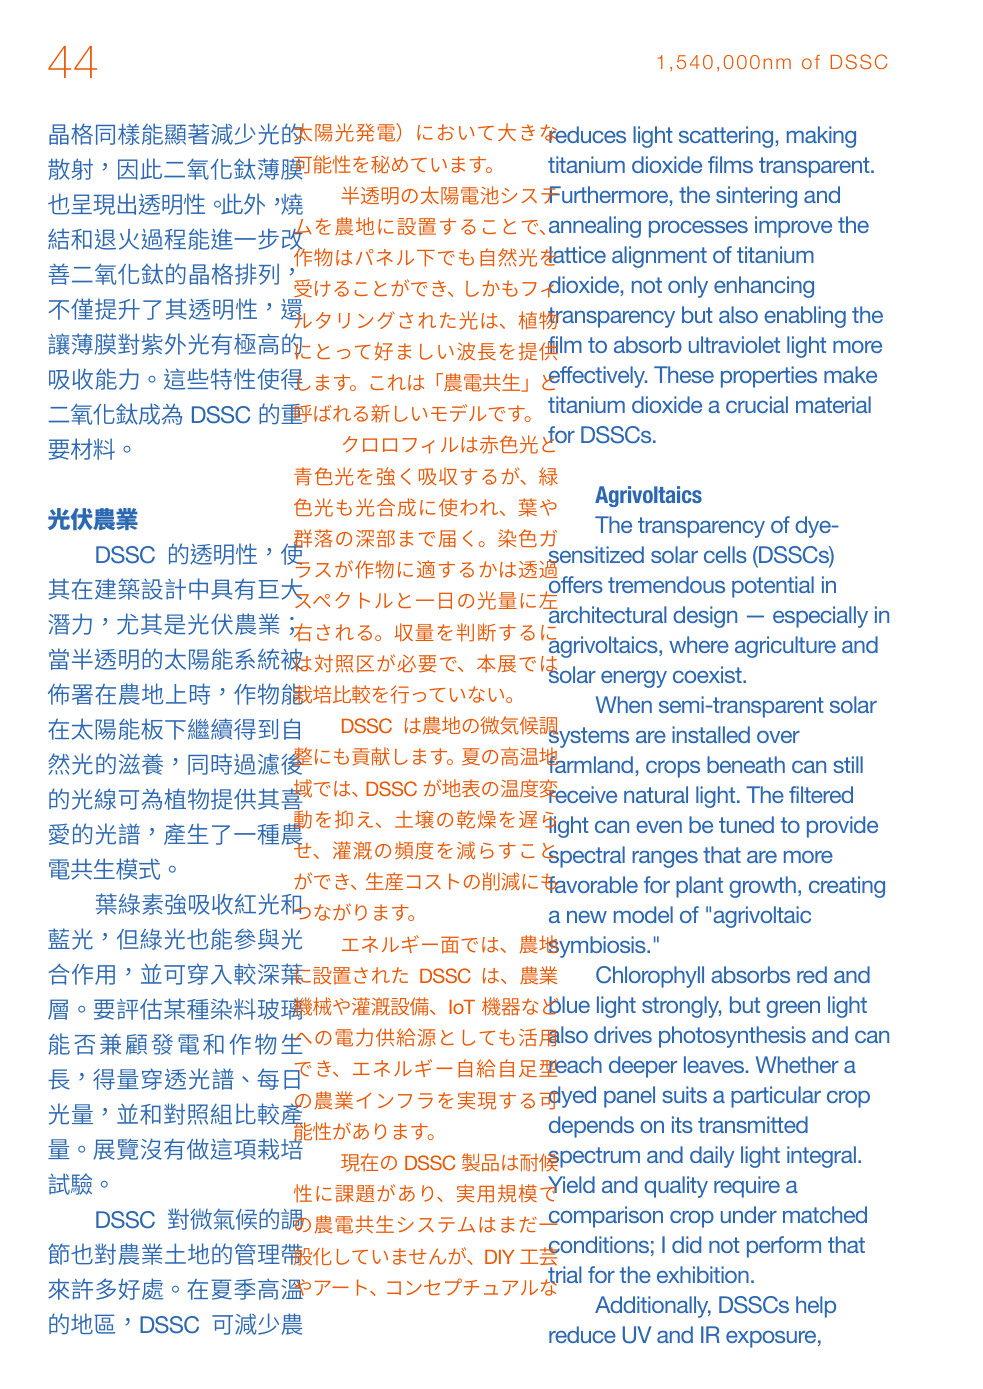 44
1,540,000nm of DSSC
晶格同樣能顯著減少光的
散射，因此二氧化鈦薄膜
也呈現出透明性。此外，燒
結和退火過程能進一步改
善二氧化鈦的晶格排列，
不僅提升了其透明性，還
讓薄膜對紫外光有極高的
吸收能力。這些特性使得
二氧化鈦成為 DSSC 的重
要材料。
光伏農業
DSSC 的透明性，使
其在建築設計中具有巨大
潛力，尤其是光伏農業；
當半透明的太陽能系統被
佈署在農地上時，作物能
在太陽能板下繼續得到自
然光的滋養，同時過濾後
的光線可為植物提供其喜
愛的光譜，產生了一種農
電共生模式。
葉綠素強吸收紅光和
藍光，但綠光也能參與光
合作用，並可穿入較深葉
層。要評估某種染料玻璃
能否兼顧發電和作物生
長，得量穿透光譜、每日
光量，並和對照組比較產
量。展覽沒有做這項栽培
試驗。
DSSC 對微氣候的調
節也對農業土地的管理帶
來許多好處。在夏季高溫
的地區，DSSC 可減少農
太陽光発電）において大きな
可能性を秘めています。
半透明の太陽電池システ
ムを農地に設置することで、
作物はパネル下でも自然光を
受けることができ、しかもフィ
ルタリングされた光は、植物
にとって好ましい波長を提供
します。これは「農電共生」と
呼ばれる新しいモデルです。
クロロフィルは赤色光と
青色光を強く吸収するが、緑
色光も光合成に使われ、葉や
群落の深部まで届く。染色ガ
ラスが作物に適するかは透過
スペクトルと一日の光量に左
右される。収量を判断するに
は対照区が必要で、本展では
栽培比較を行っていない。
DSSC は農地の微気候調
整にも貢献します。夏の高温地
域では、DSSC が地表の温度変
動を抑え、土壌の乾燥を遅ら
せ、灌漑の頻度を減らすこと
ができ、生産コストの削減にも
つながります。
エネルギー面では、農地
に設置された DSSC は、農業
機械や灌漑設備、IoT 機器など
への電力供給源としても活用
でき、エネルギー自給自足型
の農業インフラを実現する可
能性があります。
現在の DSSC 製品は耐候
性に課題があり、実用規模で
の農電共生システムはまだ一
般化していませんが、DIY 工芸
やアート、コンセプチュアルな
reduces light scattering, making
titanium dioxide films transparent.
Furthermore, the sintering and
annealing processes improve the
lattice alignment of titanium
dioxide, not only enhancing
transparency but also enabling the
film to absorb ultraviolet light more
effectively. These properties make
titanium dioxide a crucial material
for DSSCs.
Agrivoltaics
The transparency of dye-
sensitized solar cells (DSSCs)
offers tremendous potential in
architectural design — especially in
agrivoltaics, where agriculture and
solar energy coexist.
When semi-transparent solar
systems are installed over
farmland, crops beneath can still
receive natural light. The filtered
light can even be tuned to provide
spectral ranges that are more
favorable for plant growth, creating
a new model of "agrivoltaic
symbiosis."
Chlorophyll absorbs red and
blue light strongly, but green light
also drives photosynthesis and can
reach deeper leaves. Whether a
dyed panel suits a particular crop
depends on its transmitted
spectrum and daily light integral.
Yield and quality require a
comparison crop under matched
conditions; I did not perform that
trial for the exhibition.
Additionally, DSSCs help
reduce UV and IR exposure,